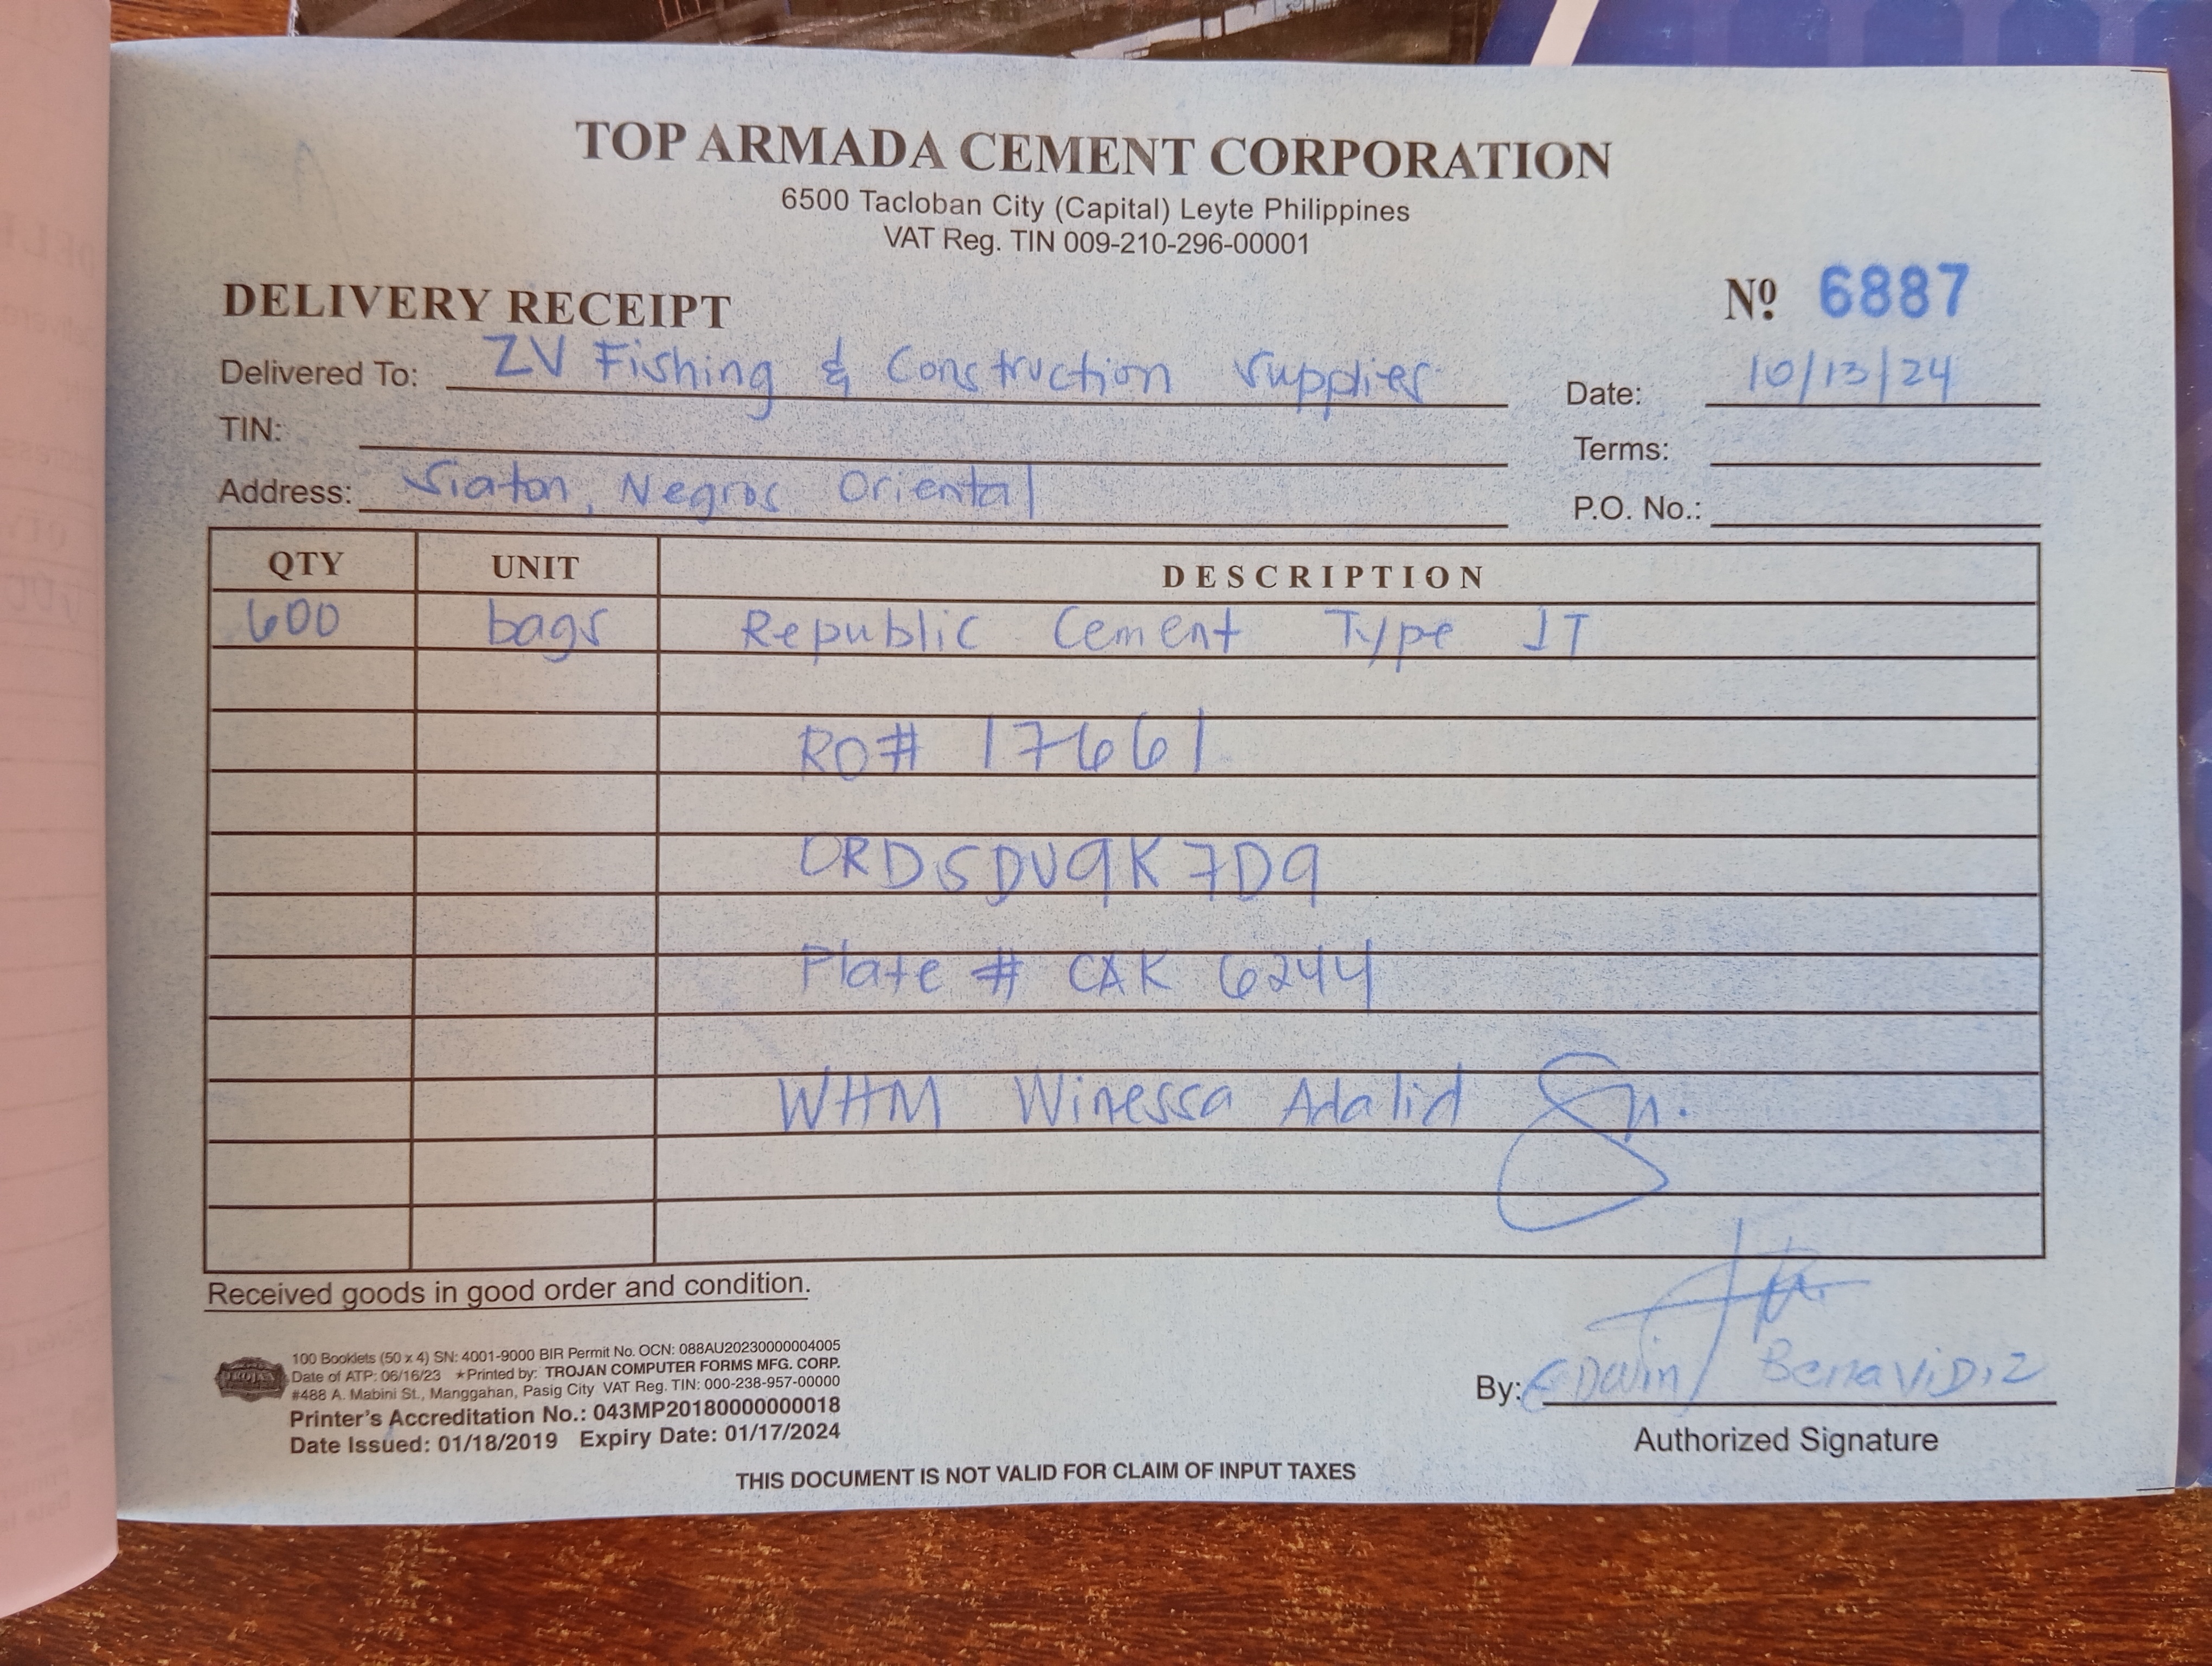 TOP ARMADA CEMENT CORPORATION
6500 Tacloban City (Capital) Leyte Philippines
VAT Reg. TIN 009-210-296-00001
DELIVERY RECEIPT
Nº 6887
Delivered To: ZV Fishing & Construction Supplies
Date: 10/13/24
TIN:
Terms:
Address: Siaton, Negros Oriental
P.O. No.:
QTY UNIT DESCRIPTION
600 bags Republic Cement Type 1T
RO# 17661
ORD5DV9K7D9
Plate # CAK 6244
WHM Winessa Adalid
Received goods in good order and condition.
100 Booklets (50 x 4) SN: 4001-9000 BIR Permit No. OCN: 088AU20230000004005
Date of ATP: 06/16/23 ★Printed by: TROJAN COMPUTER FORMS MFG. CORP.
#488 A. Mabini St., Manggahan, Pasig City VAT Reg. TIN: 000-238-957-00000
Printer's Accreditation No.: 043MP20180000000018
Date Issued: 01/18/2019 Expiry Date: 01/17/2024
TROJAN
By: EDwin BenaViDiz
Authorized Signature
THIS DOCUMENT IS NOT VALID FOR CLAIM OF INPUT TAXES